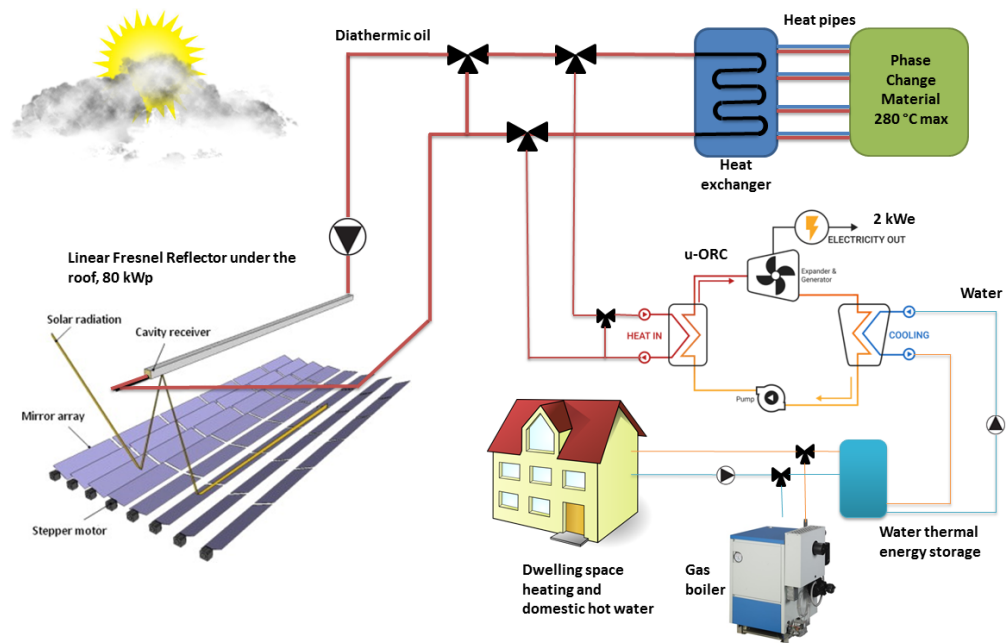 Diathermic oil
Heat pipes
Phase
Change
Material
280 °C max
Heat
exchanger
Linear Fresnel Reflector under the
roof, 80 kWp
Solar radiation
Cavity receiver
Mirror array
Stepper motor
2 kWe
ELECTRICITY OUT
u-ORC
Expander &
Generator
Water
HEAT IN
COOLING
Pump
Water thermal
energy storage
Dwelling space
heating and
domestic hot water
Gas
boiler